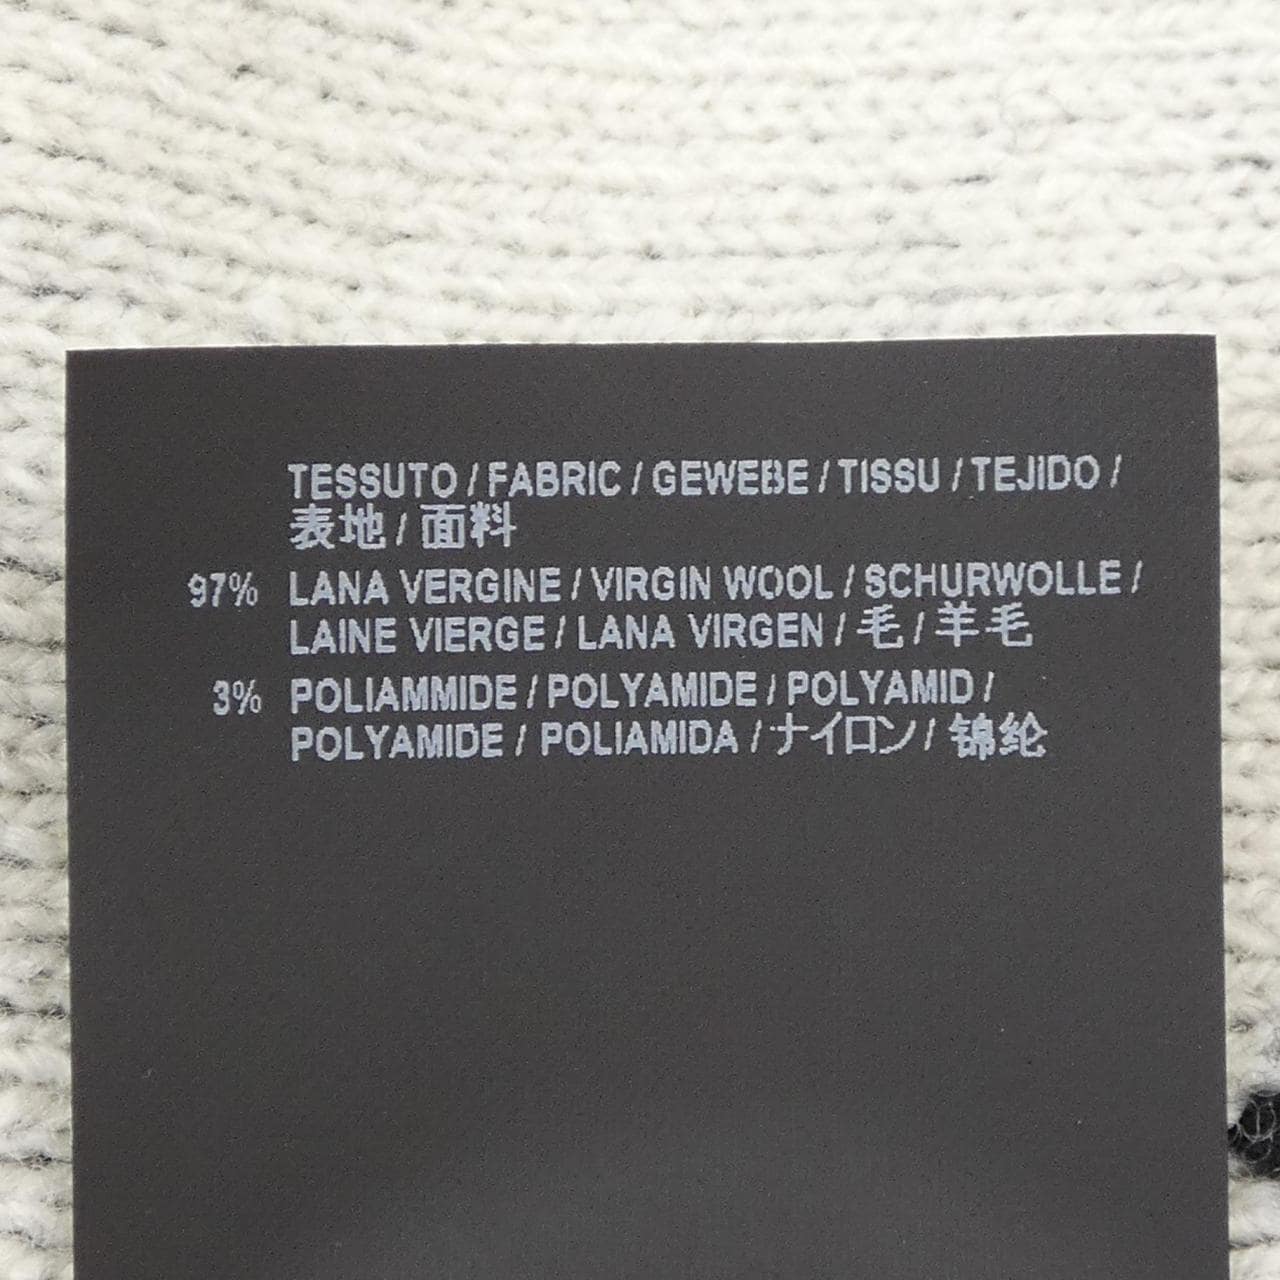 TESSUTO / FABRIC / GEWEBE / TISSU / TEJIDO /
表地 / 面料
97% LANA VERGINE / VIRGIN WOOL / SCHURWOLLE /
LAINE VIERGE / LANA VIRGEN / 毛 / 羊毛
3% POLIAMMIDE / POLYAMIDE / POLYAMID /
POLYAMIDE / POLIAMIDA / ナイロン / 锦纶